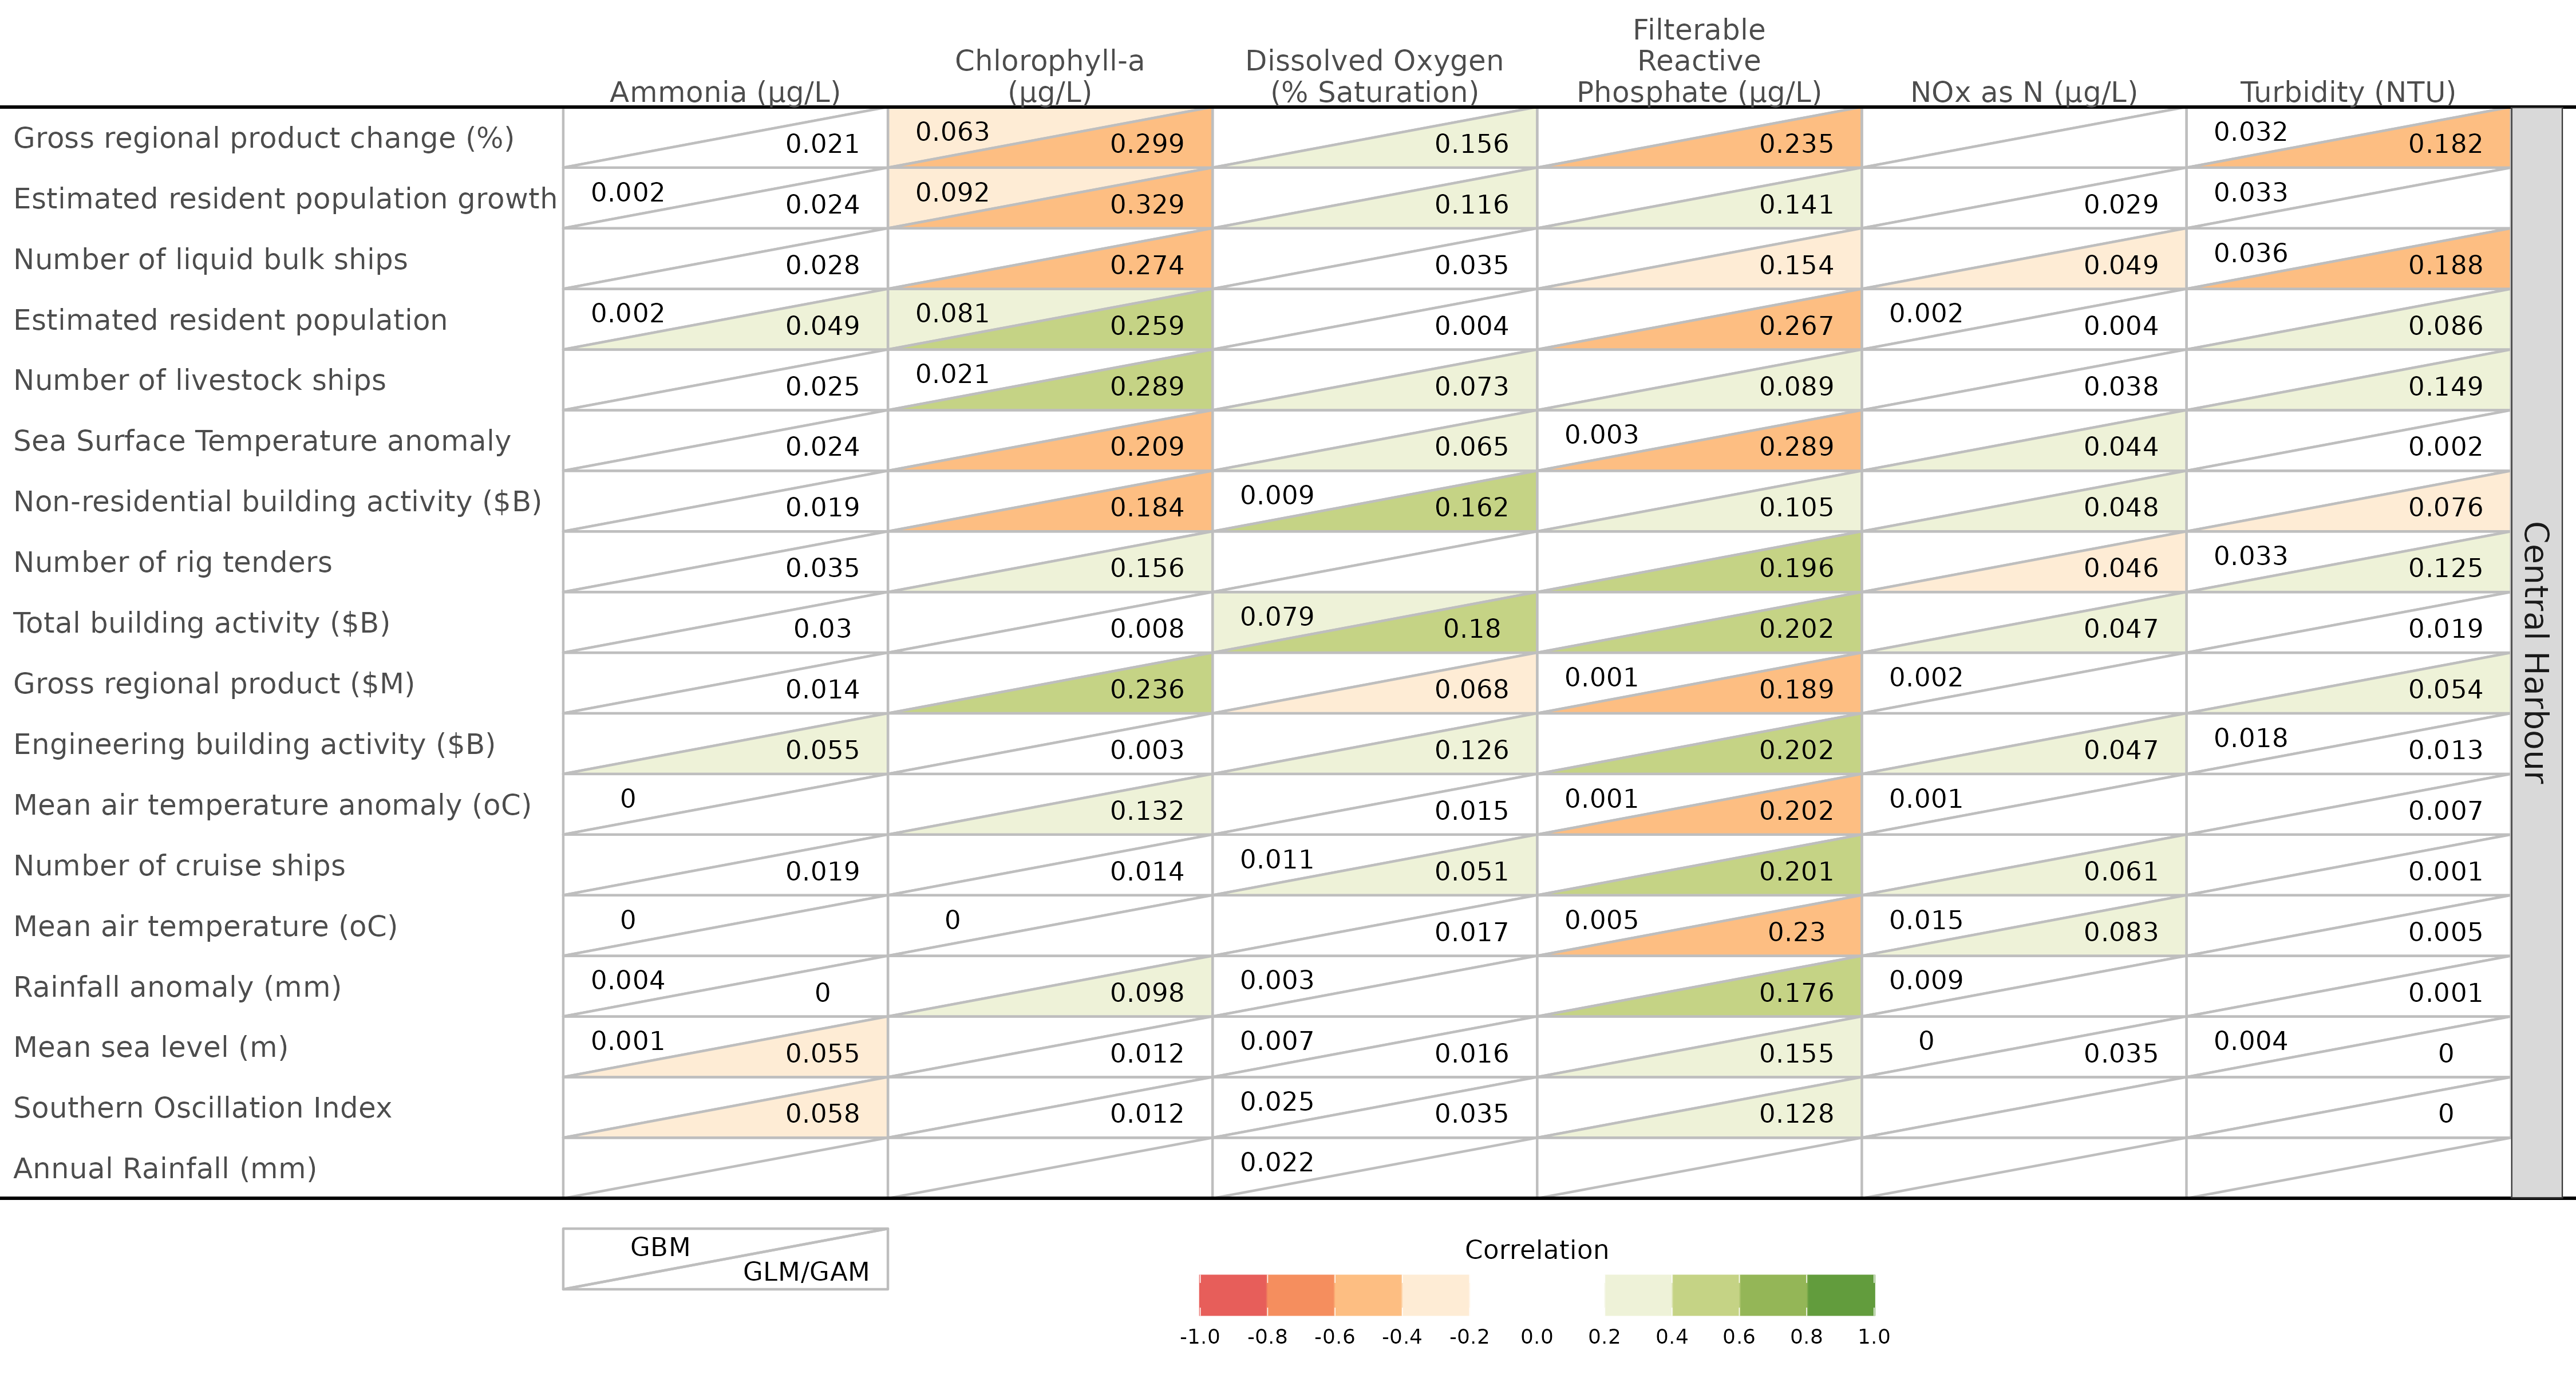 Filterable
Reactive
Ammonia (µg/L) Chlorophyll-a (µg/L) Dissolved Oxygen (% Saturation) Phosphate (µg/L) NOx as N (µg/L) Turbidity (NTU)
Gross regional product change (%) 0.021 0.063 0.299 0.156 0.235 0.032 0.182
Estimated resident population growth 0.002 0.024 0.092 0.329 0.116 0.141 0.029 0.033
Number of liquid bulk ships 0.028 0.274 0.035 0.154 0.049 0.036 0.188
Estimated resident population 0.002 0.049 0.081 0.259 0.004 0.267 0.002 0.004 0.086
Number of livestock ships 0.025 0.021 0.289 0.073 0.089 0.038 0.149
Sea Surface Temperature anomaly 0.024 0.209 0.065 0.003 0.289 0.044 0.002
Non-residential building activity ($B) 0.019 0.184 0.009 0.162 0.105 0.048 0.076
Number of rig tenders 0.035 0.156 0.196 0.046 0.033 0.125
Total building activity ($B) 0.03 0.008 0.079 0.18 0.202 0.047 0.019
Gross regional product ($M) 0.014 0.236 0.068 0.001 0.189 0.002 0.054
Engineering building activity ($B) 0.055 0.003 0.126 0.202 0.047 0.018 0.013
Mean air temperature anomaly (oC) 0 0.132 0.015 0.001 0.202 0.001 0.007
Number of cruise ships 0.019 0.014 0.011 0.051 0.201 0.061 0.001
Mean air temperature (oC) 0 0 0.017 0.005 0.23 0.015 0.083 0.005
Rainfall anomaly (mm) 0.004 0 0.098 0.003 0.176 0.009 0.001
Mean sea level (m) 0.001 0.055 0.012 0.007 0.016 0.155 0 0.035 0.004 0
Southern Oscillation Index 0.058 0.012 0.025 0.035 0.128 0
Annual Rainfall (mm) 0.022
Central Harbour
GBM
GLM/GAM
Correlation
-1.0 -0.8 -0.6 -0.4 -0.2 0.0 0.2 0.4 0.6 0.8 1.0